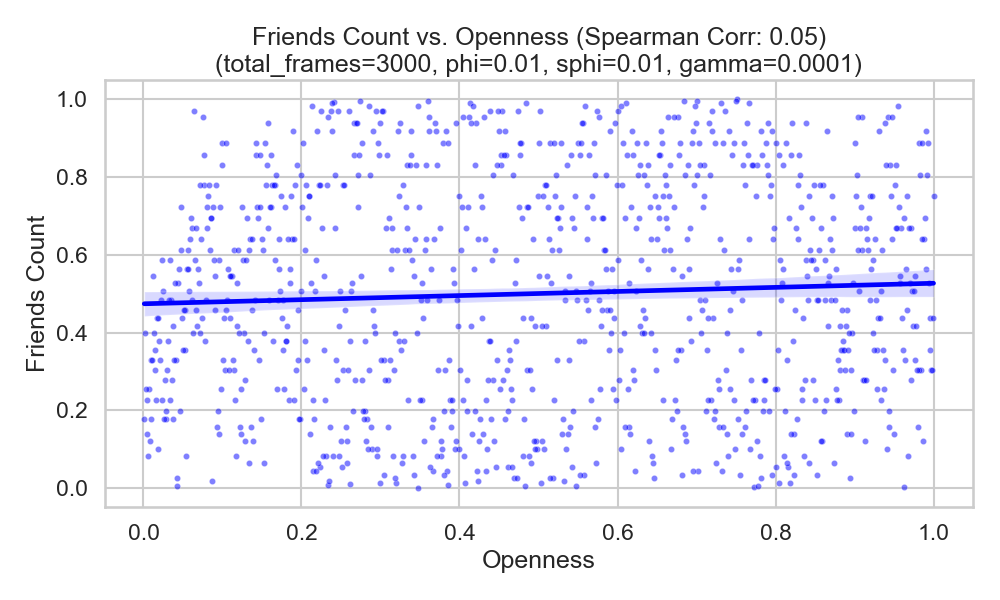 Friends Count vs. Openness (Spearman Corr: 0.05)
(total_frames=3000, phi=0.01, sphi=0.01, gamma=0.0001)
1.0
0.8
0.6
0.4
0.2
0.0
Friends Count
0.0 0.2 0.4 0.6 0.8 1.0
Openness